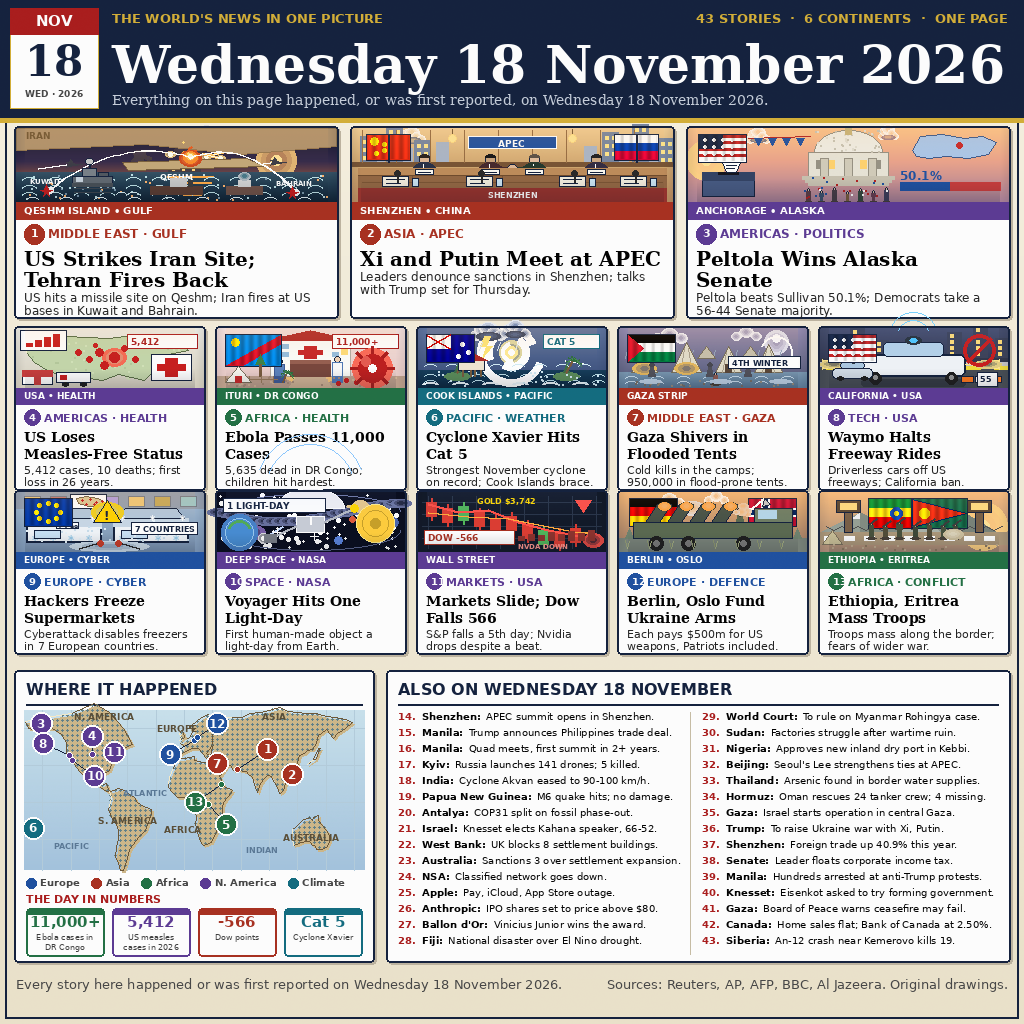 NOV
18
WED · 2026
THE WORLD'S NEWS IN ONE PICTURE
43 STORIES · 6 CONTINENTS · ONE PAGE
Wednesday 18 November 2026
Everything on this page happened, or was first reported, on Wednesday 18 November 2026.
IRAN
KUWAIT
QESHM
BAHRAIN
QESHM ISLAND • GULF
1 MIDDLE EAST · GULF
US Strikes Iran Site;
Tehran Fires Back
US hits a missile site on Qeshm; Iran fires at US
bases in Kuwait and Bahrain.
APEC
SHENZHEN
SHENZHEN • CHINA
2 ASIA · APEC
Xi and Putin Meet at APEC
Leaders denounce sanctions in Shenzhen; talks
with Trump set for Thursday.
50.1%
ANCHORAGE • ALASKA
3 AMERICAS · POLITICS
Peltola Wins Alaska
Senate
Peltola beats Sullivan 50.1%; Democrats take a
56-44 Senate majority.
5,412
USA • HEALTH
4 AMERICAS · HEALTH
US Loses
Measles-Free Status
5,412 cases, 10 deaths; first
loss in 26 years.
11,000+
ITURI • DR CONGO
5 AFRICA · HEALTH
Ebola Passes 11,000
Cases
5,635 dead in DR Congo;
children hit hardest.
CAT 5
COOK ISLANDS • PACIFIC
6 PACIFIC · WEATHER
Cyclone Xavier Hits
Cat 5
Strongest November cyclone
on record; Cook Islands brace.
4TH WINTER
GAZA STRIP
7 MIDDLE EAST · GAZA
Gaza Shivers in
Flooded Tents
Cold kills in the camps;
950,000 in flood-prone tents.
55
CALIFORNIA • USA
8 TECH · USA
Waymo Halts
Freeway Rides
Driverless cars off US
freeways; California ban.
7 COUNTRIES
EUROPE • CYBER
9 EUROPE · CYBER
Hackers Freeze
Supermarkets
Cyberattack disables freezers
in 7 European countries.
1 LIGHT-DAY
DEEP SPACE • NASA
10 SPACE · NASA
Voyager Hits One
Light-Day
First human-made object a
light-day from Earth.
GOLD $3,742
DOW -566
NVDA DOWN
WALL STREET
11 MARKETS · USA
Markets Slide; Dow
Falls 566
S&P falls a 5th day; Nvidia
drops despite a beat.
BERLIN • OSLO
12 EUROPE · DEFENCE
Berlin, Oslo Fund
Ukraine Arms
Each pays $500m for US
weapons, Patriots included.
ETHIOPIA • ERITREA
13 AFRICA · CONFLICT
Ethiopia, Eritrea
Mass Troops
Troops mass along the border;
fears of wider war.
WHERE IT HAPPENED
N. AMERICA
EUROPE
ASIA
ATLANTIC
S. AMERICA
AFRICA
PACIFIC
INDIAN
AUSTRALIA
3
8
4
11
10
12
9
7
1
2
13
5
6
Europe Asia Africa N. America Climate
THE DAY IN NUMBERS
11,000+
Ebola cases in
DR Congo
5,412
US measles
cases in 2026
-566
Dow points
Cat 5
Cyclone Xavier
ALSO ON WEDNESDAY 18 NOVEMBER
14. Shenzhen: APEC summit opens in Shenzhen.
15. Manila: Trump announces Philippines trade deal.
16. Manila: Quad meets, first summit in 2+ years.
17. Kyiv: Russia launches 141 drones; 5 killed.
18. India: Cyclone Akvan eased to 90-100 km/h.
19. Papua New Guinea: M6 quake hits; no damage.
20. Antalya: COP31 split on fossil phase-out.
21. Israel: Knesset elects Kahana speaker, 66-52.
22. West Bank: UK blocks 8 settlement buildings.
23. Australia: Sanctions 3 over settlement expansion.
24. NSA: Classified network goes down.
25. Apple: Pay, iCloud, App Store outage.
26. Anthropic: IPO shares set to price above $80.
27. Ballon d'Or: Vinicius Junior wins the award.
28. Fiji: National disaster over El Nino drought.
29. World Court: To rule on Myanmar Rohingya case.
30. Sudan: Factories struggle after wartime ruin.
31. Nigeria: Approves new inland dry port in Kebbi.
32. Beijing: Seoul's Lee strengthens ties at APEC.
33. Thailand: Arsenic found in border water supplies.
34. Hormuz: Oman rescues 24 tanker crew; 4 missing.
35. Gaza: Israel starts operation in central Gaza.
36. Trump: To raise Ukraine war with Xi, Putin.
37. Shenzhen: Foreign trade up 40.9% this year.
38. Senate: Leader floats corporate income tax.
39. Manila: Hundreds arrested at anti-Trump protests.
40. Knesset: Eisenkot asked to try forming government.
41. Gaza: Board of Peace warns ceasefire may fail.
42. Canada: Home sales flat; Bank of Canada at 2.50%.
43. Siberia: An-12 crash near Kemerovo kills 19.
Every story here happened or was first reported on Wednesday 18 November 2026.
Sources: Reuters, AP, AFP, BBC, Al Jazeera. Original drawings.